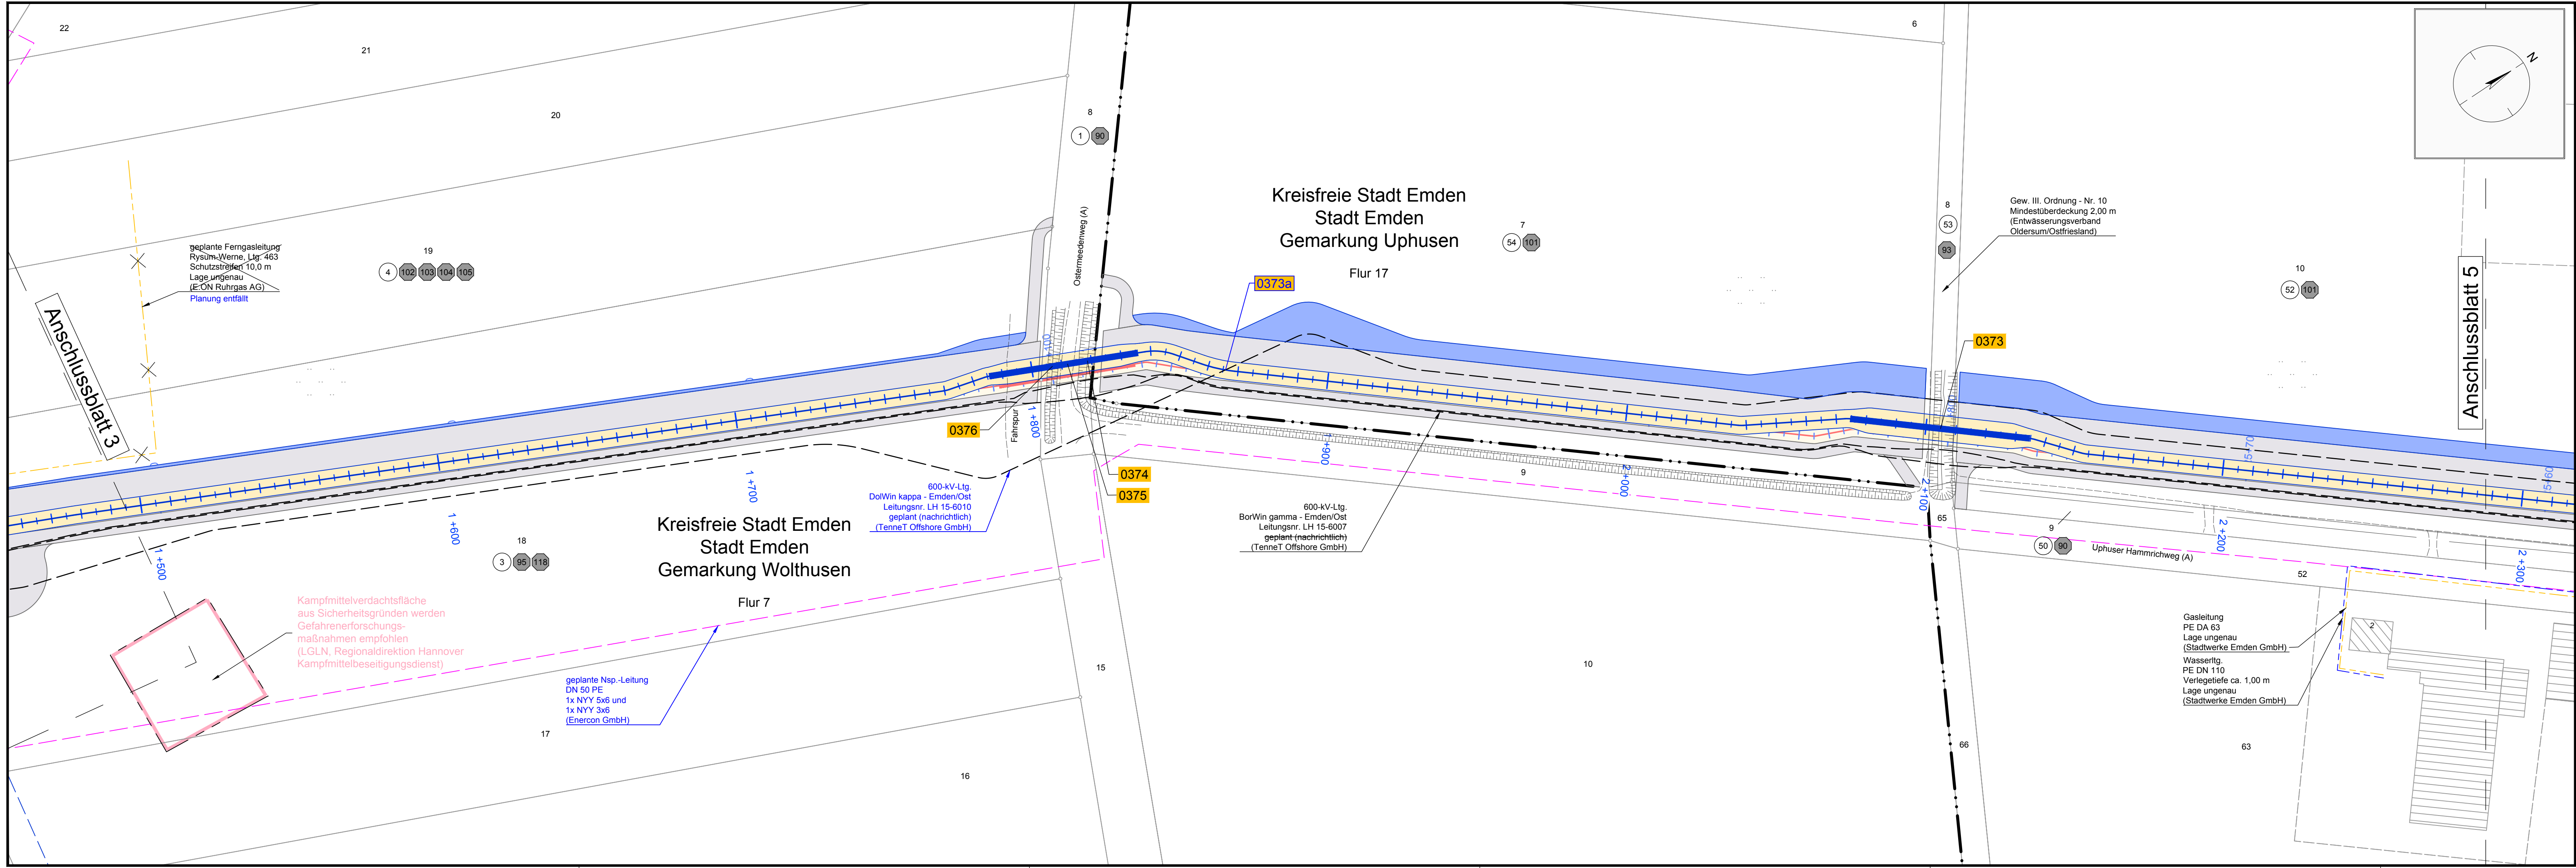 22
21
20
6
N
8
1
90
geplante Ferngasleitung
Rysum-Werne, Ltg. 463
Schutzstreifen 10,0 m
Lage ungenau
(E.ON Ruhrgas AG)
Planung entfällt
19
4
102
103
104
105
Anschlussblatt 3
Ostermeedenweg (A)
Kreisfreie Stadt Emden
Stadt Emden
Gemarkung Uphusen
Flur 17
7
54
101
0373a
8
53
93
Gew. III. Ordnung - Nr. 10
Mindestüberdeckung 2,00 m
(Entwässerungsverband
Oldersum/Ostfriesland)
10
52
101
Anschlussblatt 5
0373
0376
Fahrspur
1+800
0374
0375
1+900
2+000
2+100
2+200
2+300
1+700
1+600
1+500
600-kV-Ltg.
DolWin kappa - Emden/Ost
Leitungsnr. LH 15-6010
geplant (nachrichtlich)
(TenneT Offshore GmbH)
600-kV-Ltg.
BorWin gamma - Emden/Ost
Leitungsnr. LH 15-6007
geplant (nachrichtlich)
(TenneT Offshore GmbH)
9
65
9
50
90
Uphuser Hammrichweg (A)
52
Kreisfreie Stadt Emden
Stadt Emden
Gemarkung Wolthusen
Flur 7
18
3
95
118
Kampfmittelverdachtsfläche
aus Sicherheitsgründen werden
Gefahrenerforschungs-
maßnahmen empfohlen
(LGLN, Regionaldirektion Hannover
Kampfmittelbeseitigungsdienst)
geplante Nsp.-Leitung
DN 50 PE
1x NYY 5x6 und
1x NYY 3x6
(Enercon GmbH)
17
16
15
10
66
63
2
Gasleitung
PE DA 63
Lage ungenau
(Stadtwerke Emden GmbH)
Wasserltg.
PE DN 110
Verlegetiefe ca. 1,00 m
Lage ungenau
(Stadtwerke Emden GmbH)